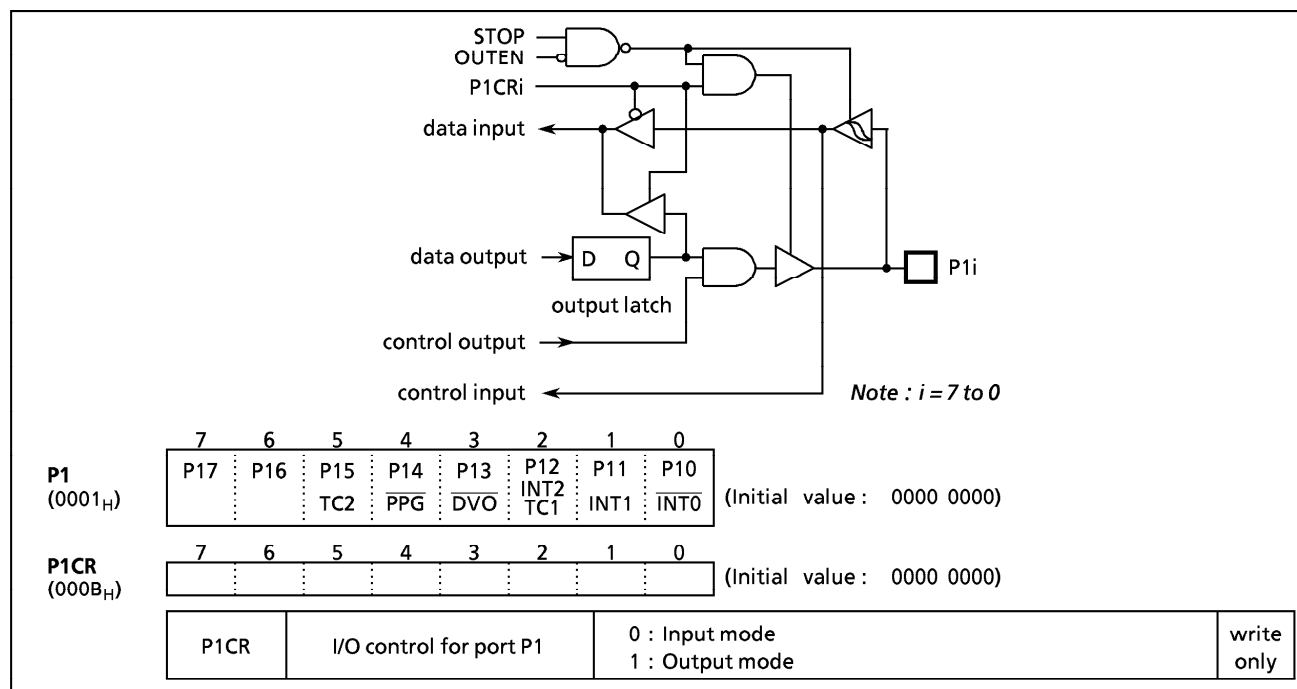 STOP
OUTEN
P1CRi
data input
data output
D Q
P1i
output latch
control output
control input
Note : i = 7 to 0
7 6 5 4 3 2 1 0
P1
(0001H)
P17 P16 P15 P14 P13 P12 P11 P10
TC2 PPG DVO INT2 TC1 INT1 INT0
(Initial value : 0000 0000)
7 6 5 4 3 2 1 0
P1CR
(000BH)
(Initial value : 0000 0000)
P1CR
I/O control for port P1
0 : Input mode
1 : Output mode
write
only